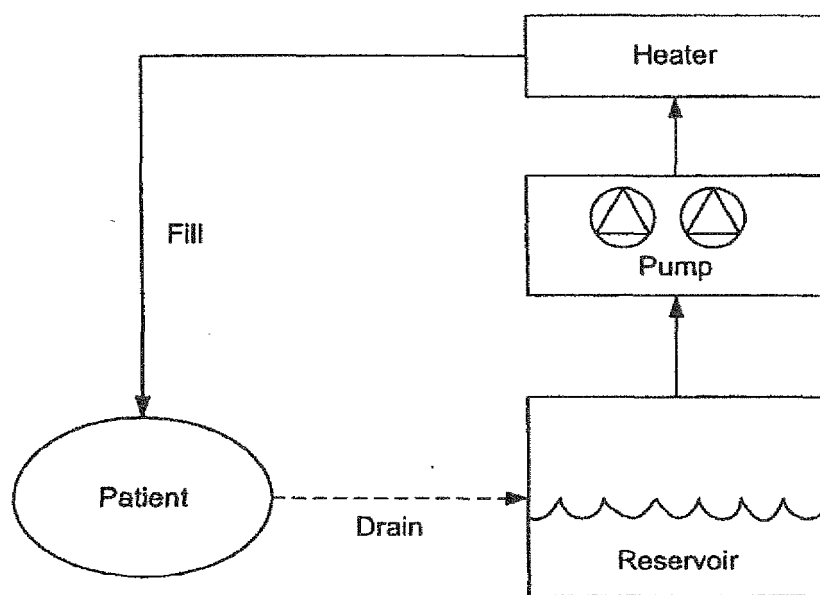 Heater
Fill
Pump
Patient
Drain
Reservoir